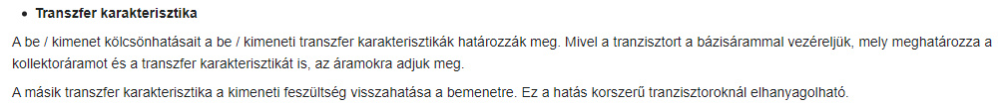 • Transzfer karakterisztika
A be / kimenet kölcsönhatásait a be / kimeneti transzfer karakterisztikák határozzák meg. Mivel a tranzisztort a bázisárammal vezéreljük, mely meghatározza a
kollektoráramot és a transzfer karakterisztikát is, az áramokra adjuk meg.
A másik transzfer karakterisztika a kimeneti feszültség visszahatása a bemenetre. Ez a hatás korszerű tranzisztoroknál elhanyagolható.